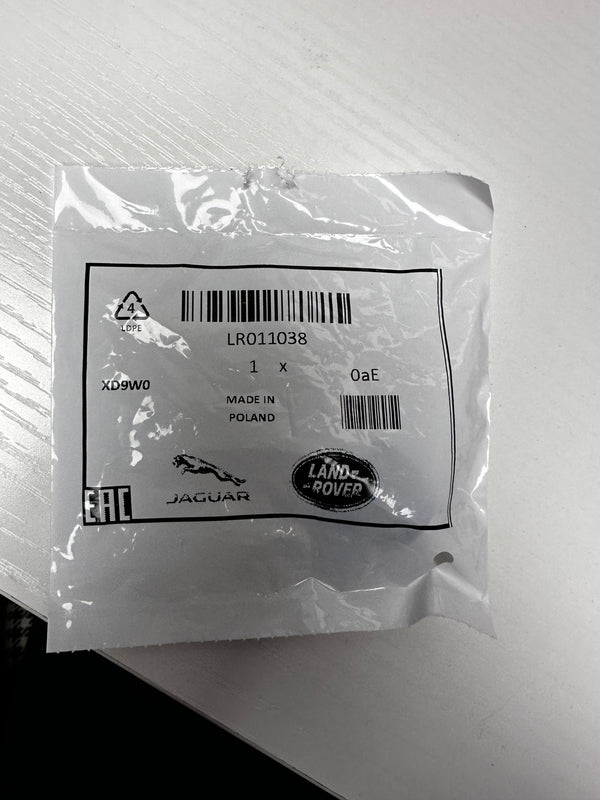 4
LDPE
LR011038
1 x
0aE
XD9W0
MADE IN
POLAND
JAGUAR
LAND-
-ROVER
EAC